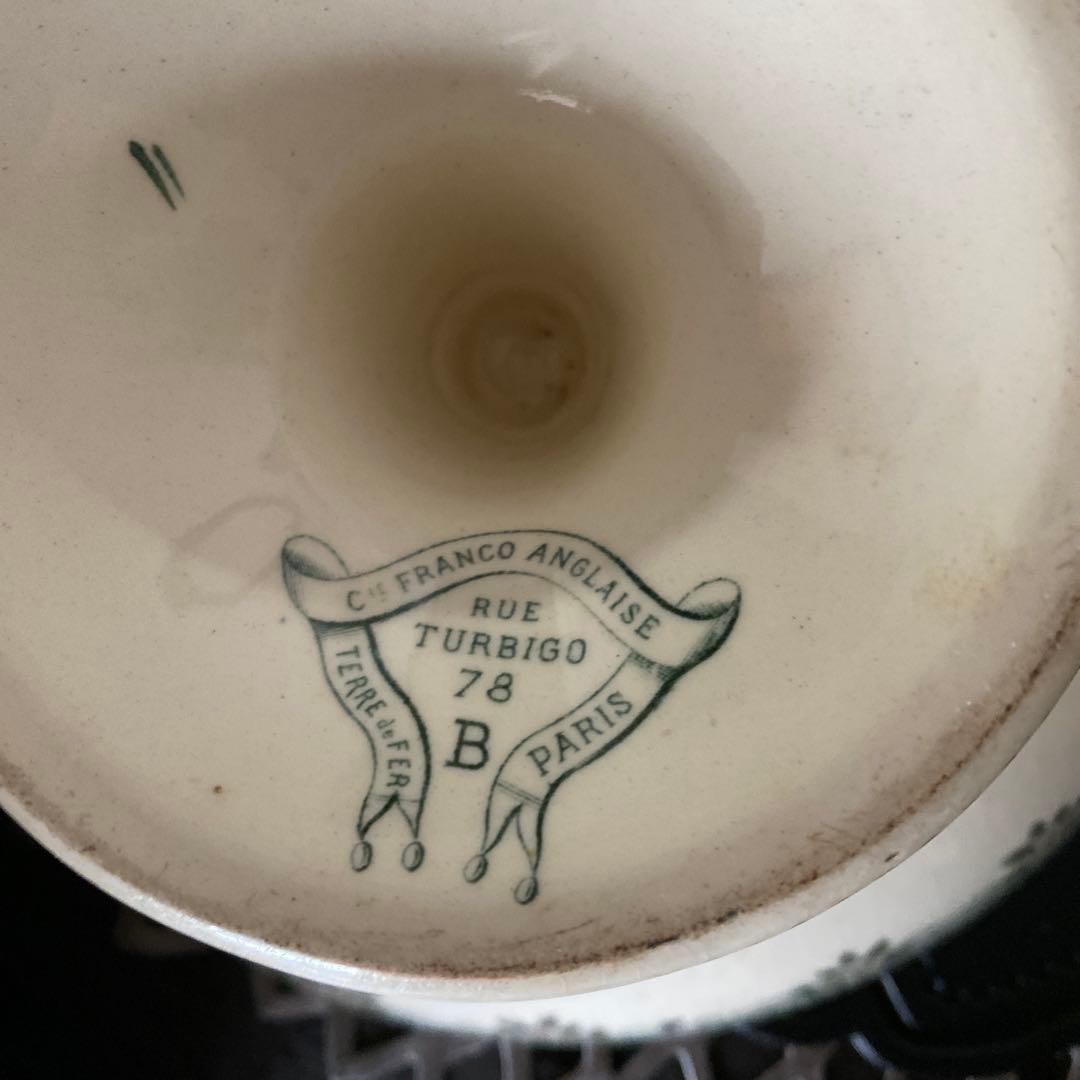 Cie FRANCO ANGLAISE
RUE
TURBIGO
78
B
TERRE de FER
PARIS